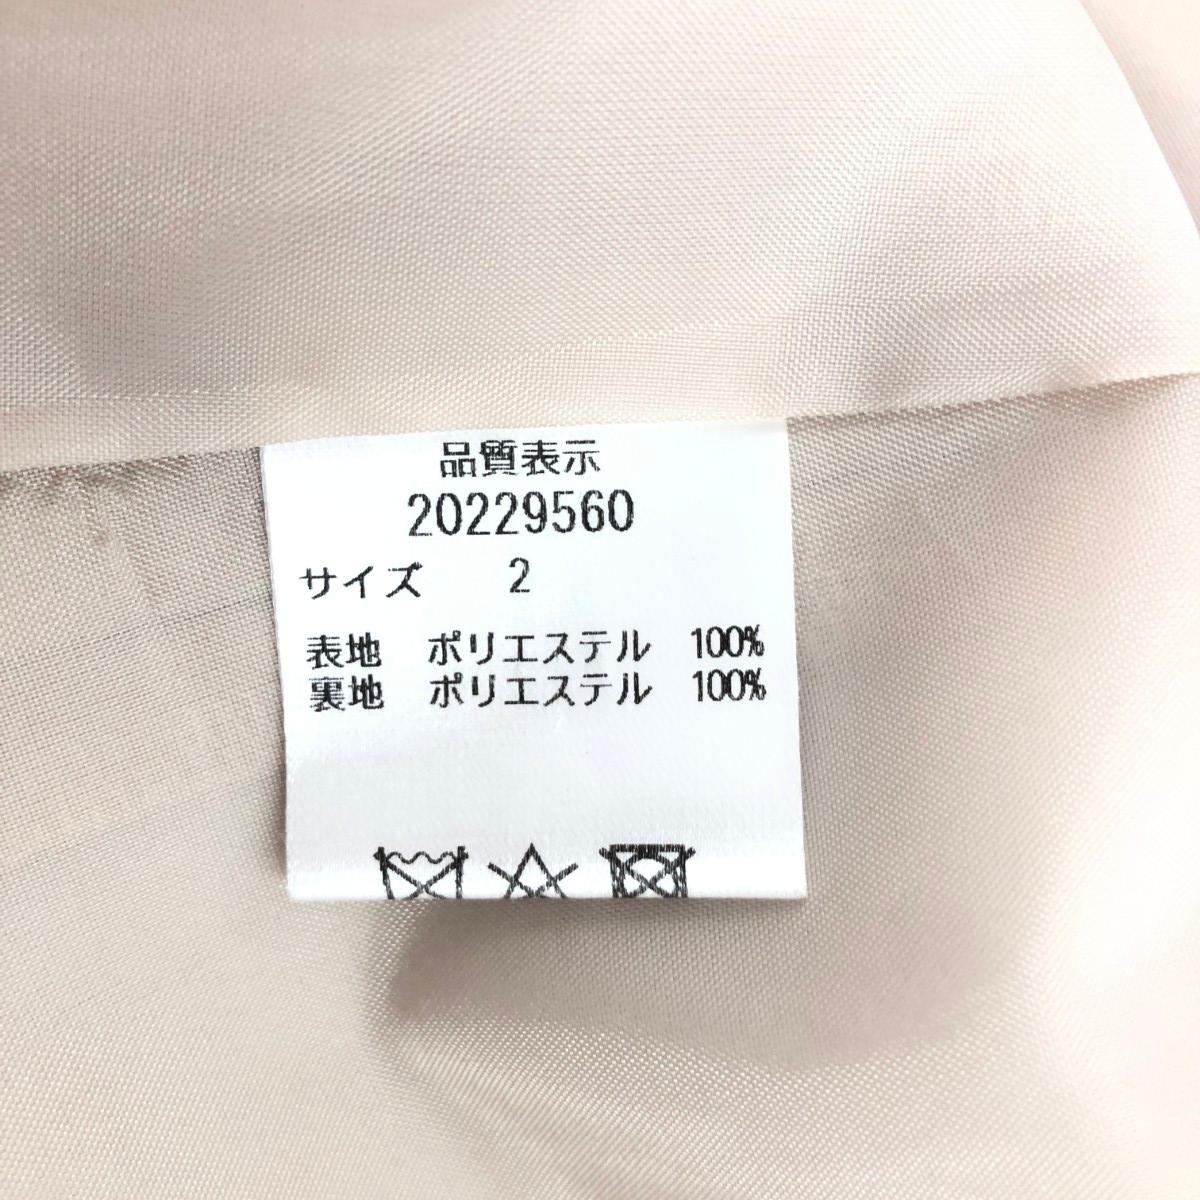 品質表示
20229560
サイズ 2
表地 ポリエステル 100%
裏地 ポリエステル 100%